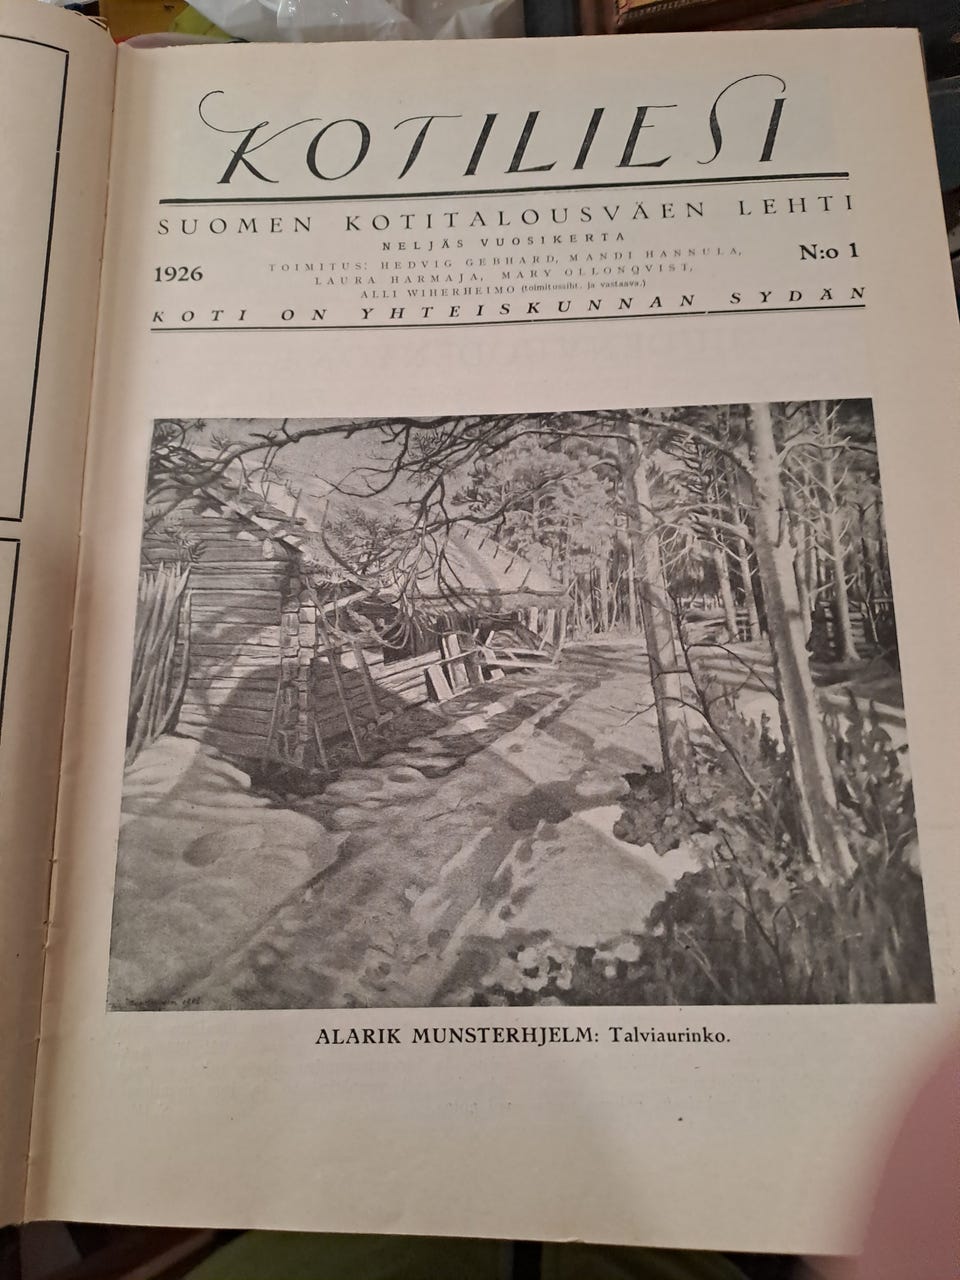 KOTILIESI
SUOMEN KOTITALOUSVÄEN LEHTI
NELJÄS VUOSIKERTA
1926
TOIMITUS: HEDVIG GEBHARD, MANDI HANNULA,
LAURA HARMAJA, MARY OLLONQVIST,
ALLI WIHERHEIMO (toimitussiht. ja vastaava.)
N:o 1
KOTI ON YHTEISKUNNAN SYDÄN
ALARIK MUNSTERHJELM: Talviaurinko.